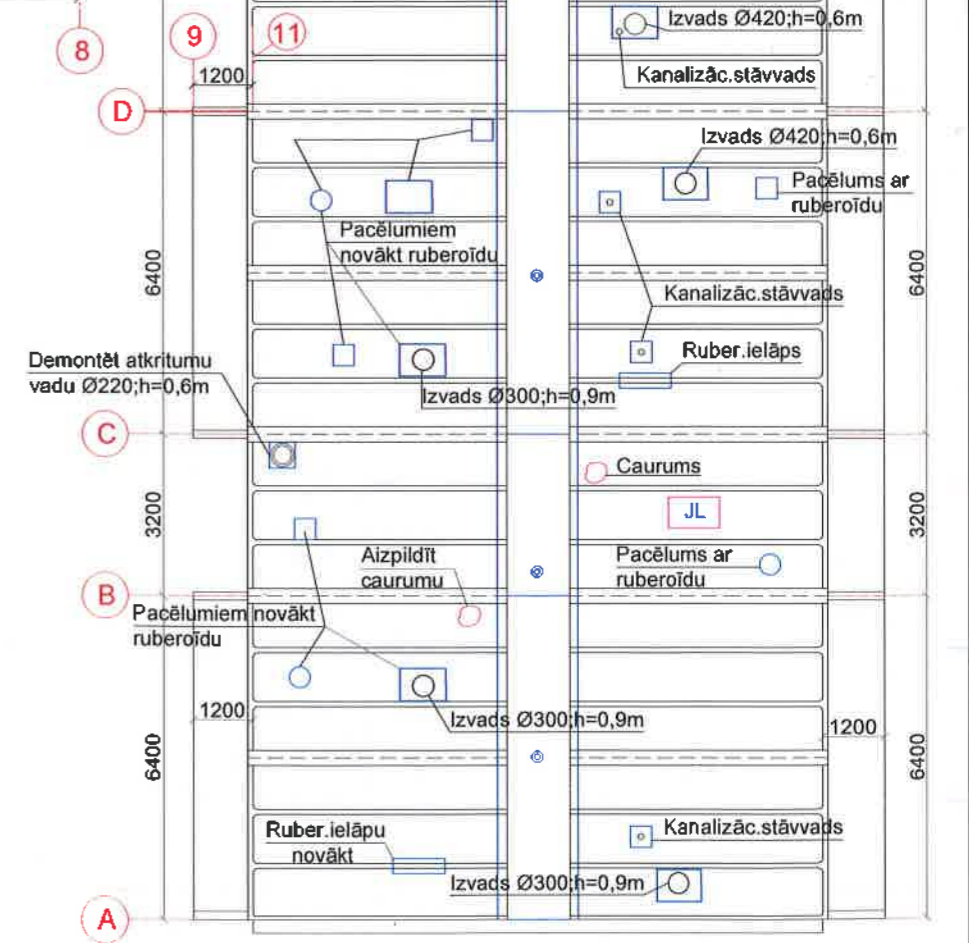 8
9
11
Izvads Ø420;h=0,6m
Kanalizāc.stāvvads
1200
D
Izvads Ø420;h=0,6m
Pacēlums ar
ruberoīdu
Pacēlumiem
novākt ruberoīdu
6400
6400
Kanalizāc.stāvvads
Demontēt atkritumu
vadu Ø220;h=0,6m
Ruber.ielāps
Izvads Ø300;h=0,9m
C
Caurums
3200
JL
3200
Aizpildīt
caurumu
Pacēlums ar
ruberoīdu
B
Pacēlumiem novākt
ruberoīdu
1200
Izvads Ø300;h=0,9m
1200
6400
6400
Ruber.ielāpu
novākt
Kanalizāc.stāvvads
Izvads Ø300;h=0,9m
A